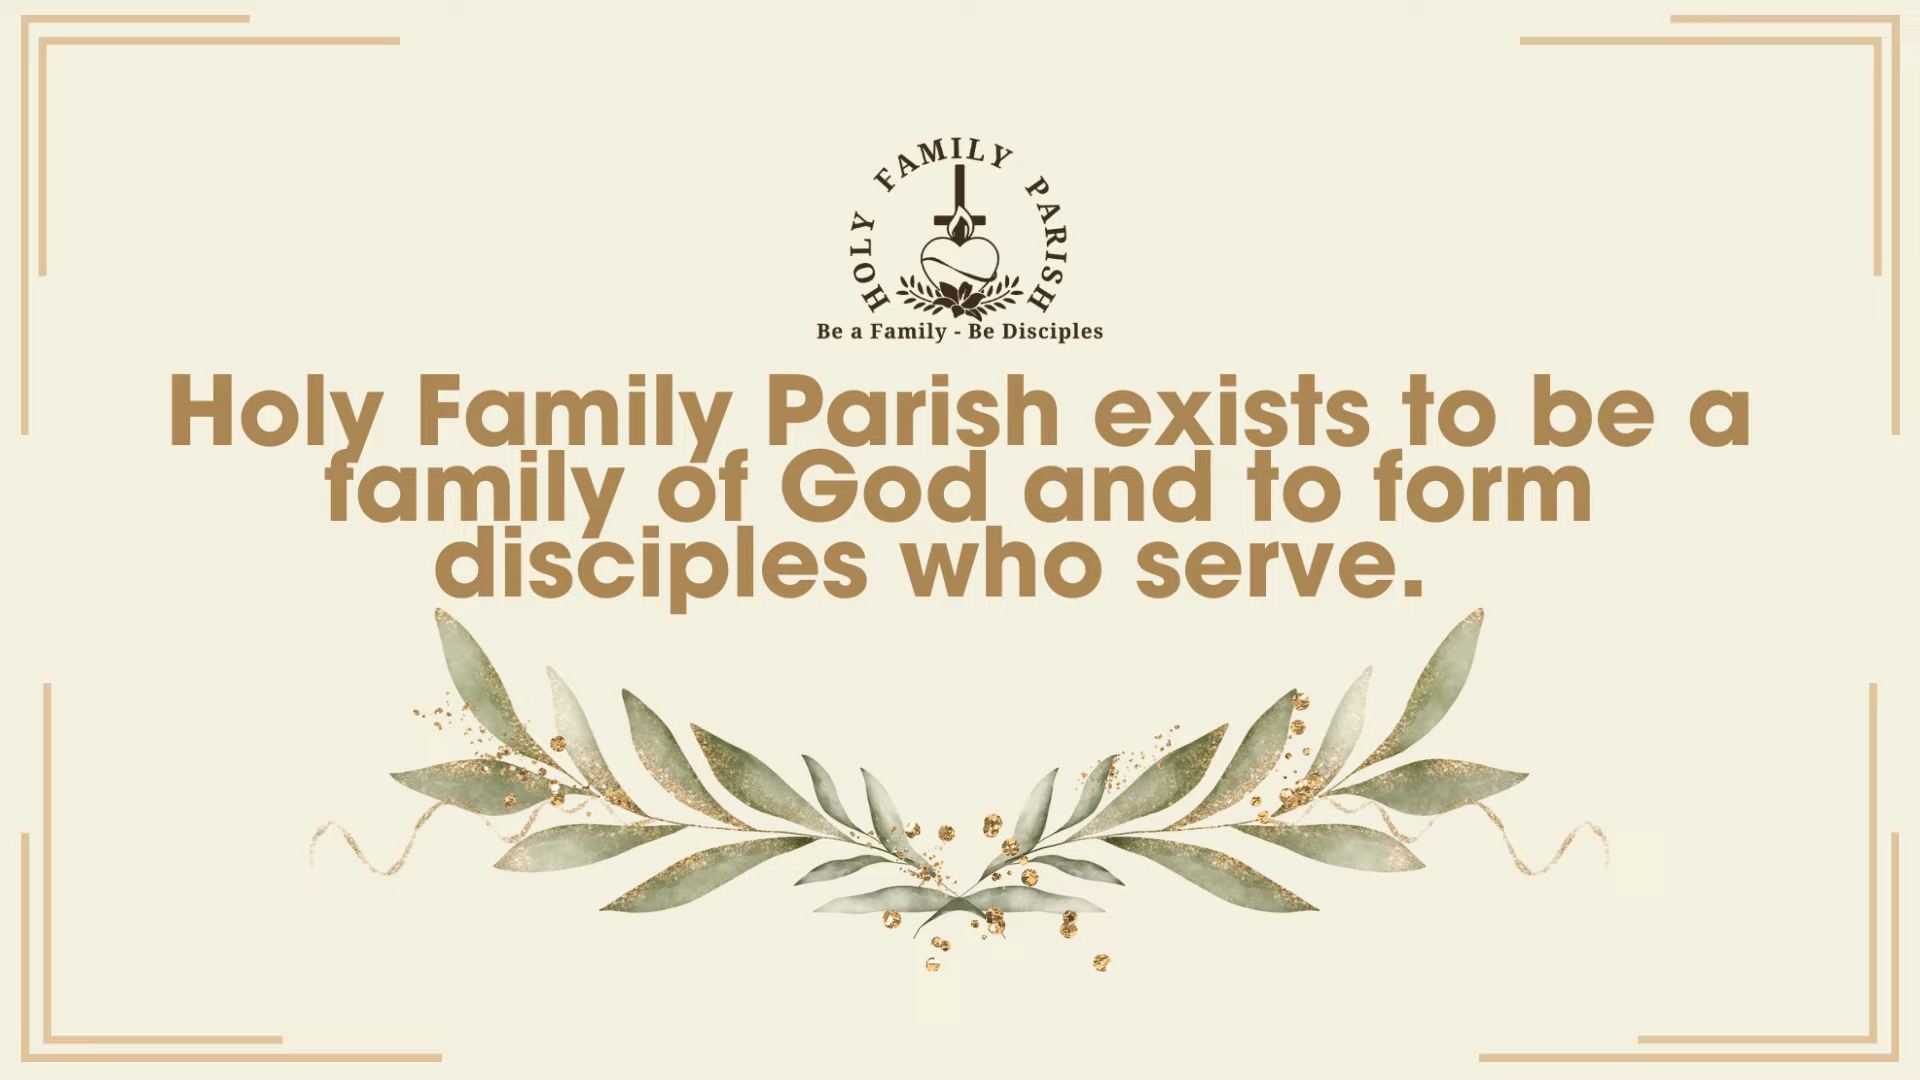 HOLY FAMILY PARISH
Be a Family - Be Disciples
Holy Family Parish exists to be a
family of God and to form
disciples who serve.